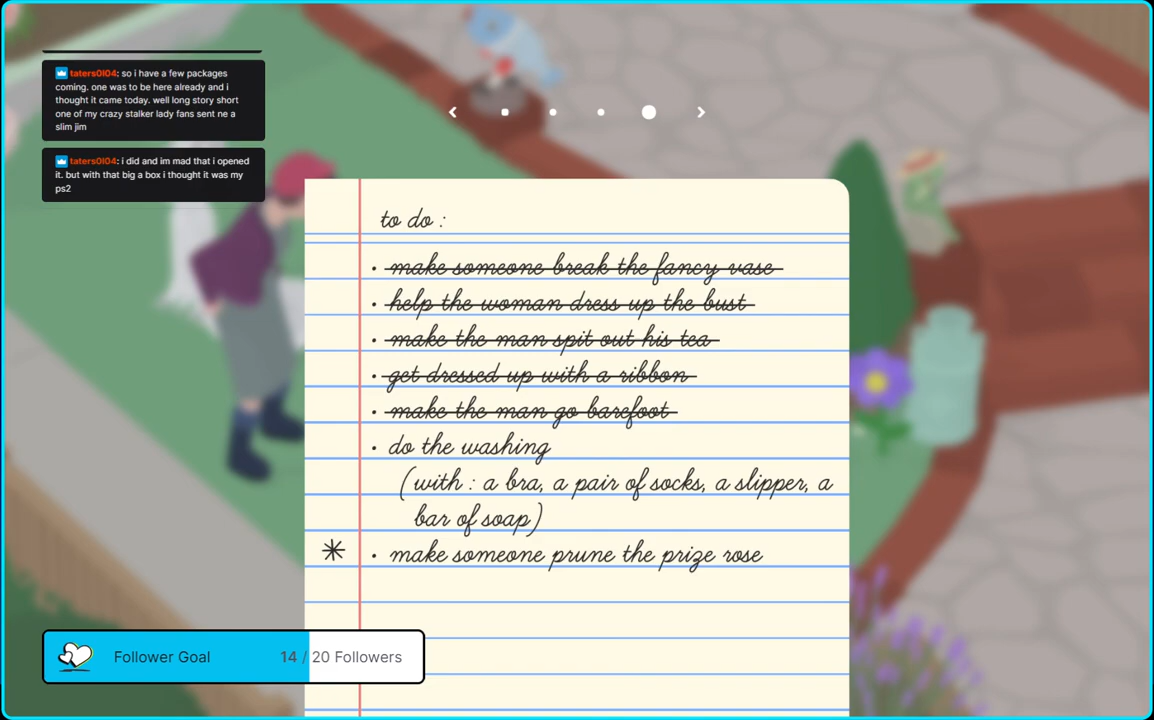 taters0l04: so i have a few packages
coming. one was to be here already and i
thought it came today. well long story short
one of my crazy stalker lady fans sent ne a
slim jim
taters0l04: i did and im mad that i opened
it. but with that big a box i thought it was my
ps2
to do :
• make someone break the fancy vase
• help the woman dress up the bust
• make the man spit out his tea
• get dressed up with a ribbon
• make the man go barefoot
• do the washing
(with : a bra, a pair of socks, a slipper, a
bar of soap)
* • make someone prune the prize rose
Follower Goal 14 / 20 Followers